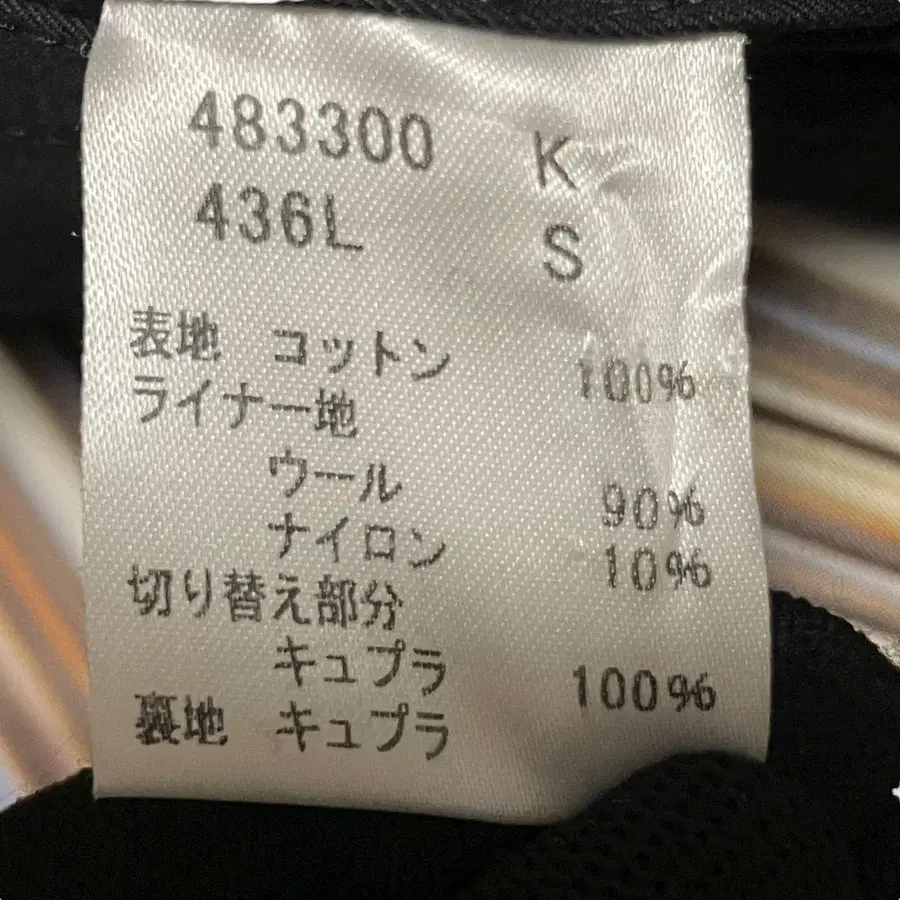 483300 K
436L S
表地 コットン 100%
ライナー地
ウール 90%
ナイロン 10%
切り替え部分
キュプラ 100%
裏地 キュプラ